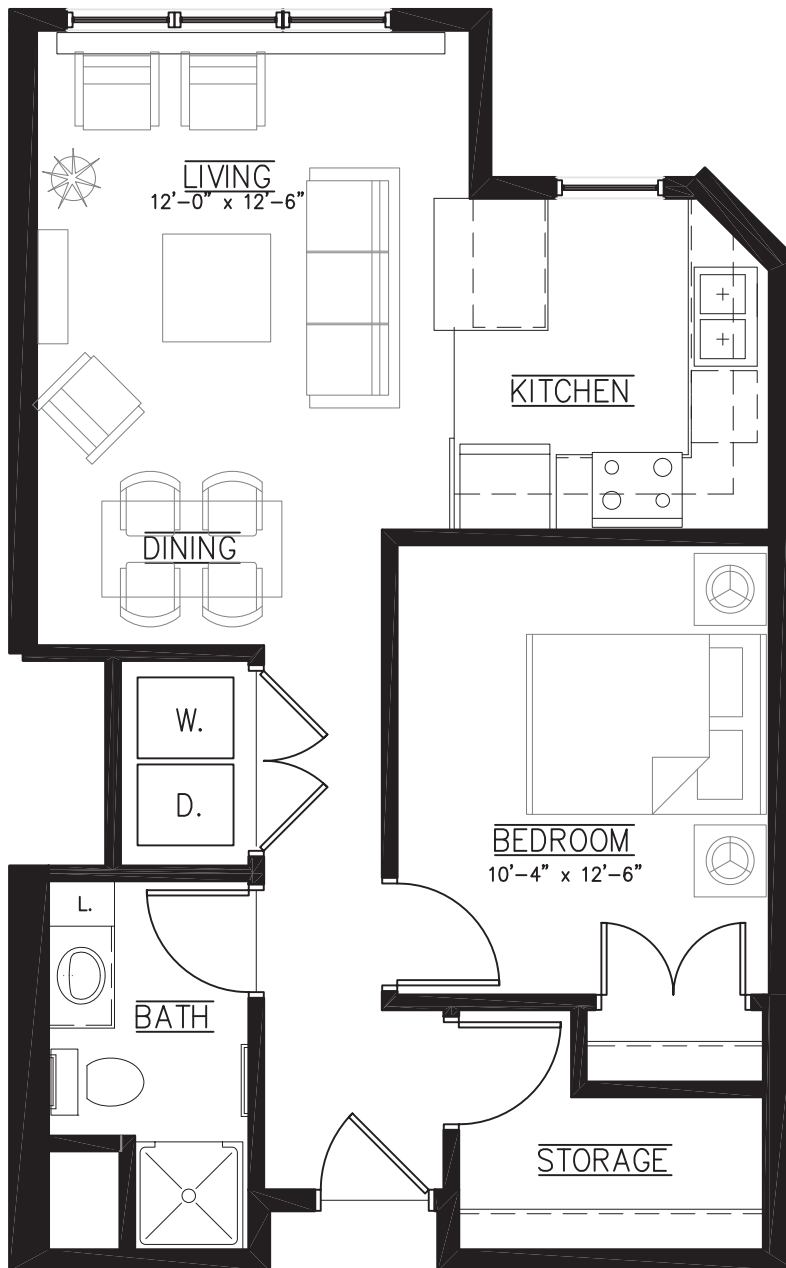 LIVING
12'-0" x 12'-6"
KITCHEN
DINING
W.
D.
BEDROOM
10'-4" x 12'-6"
L.
BATH
STORAGE